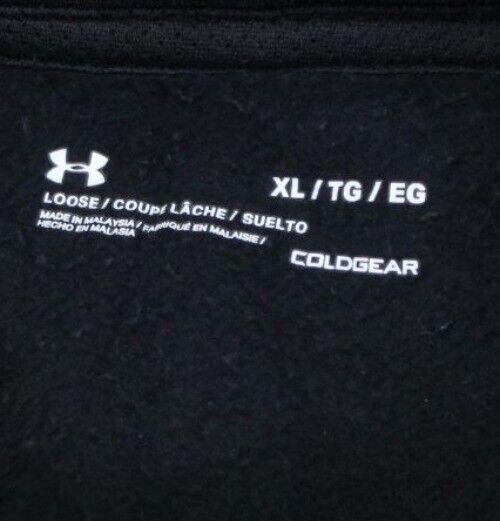 XL / TG / EG
LOOSE / COUPE LÂCHE / SUELTO
MADE IN MALAYSIA / FABRIQUÉ EN MALAISIE /
HECHO EN MALASIA
COLDGEAR